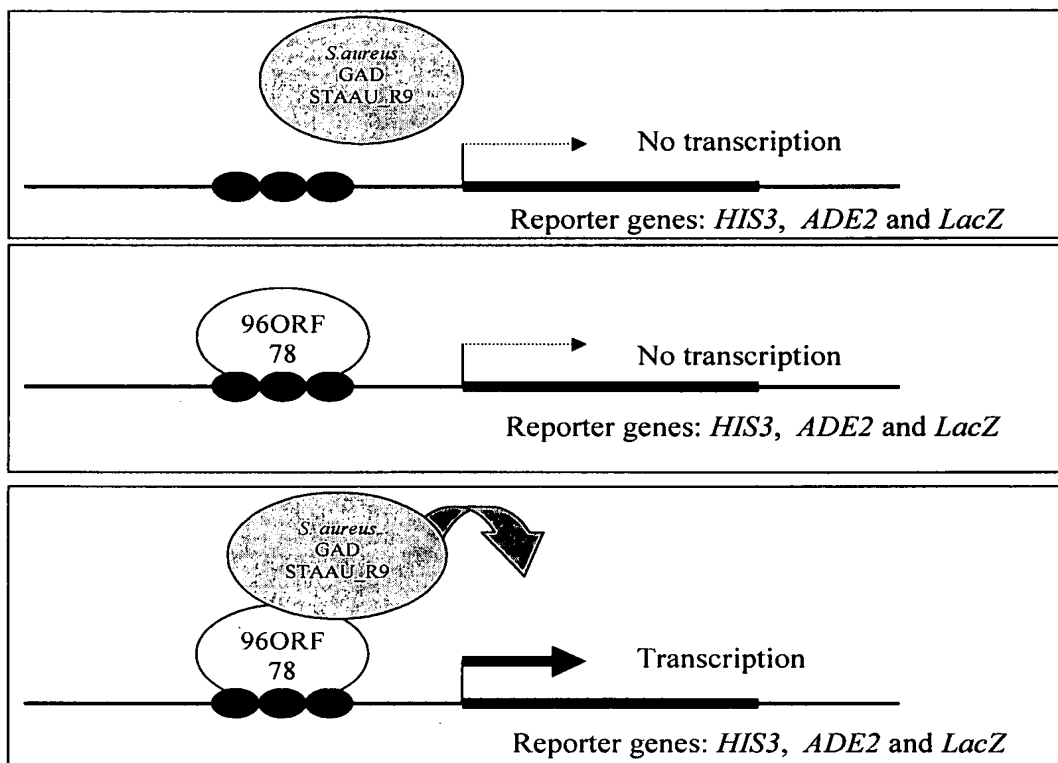 S.aureus
GAD
STAAU_R9
No transcription
Reporter genes: HIS3, ADE2 and LacZ
96ORF
78
No transcription
Reporter genes: HIS3, ADE2 and LacZ
S. aureus
GAD
STAAU_R9
96ORF
78
Transcription
Reporter genes: HIS3, ADE2 and LacZ